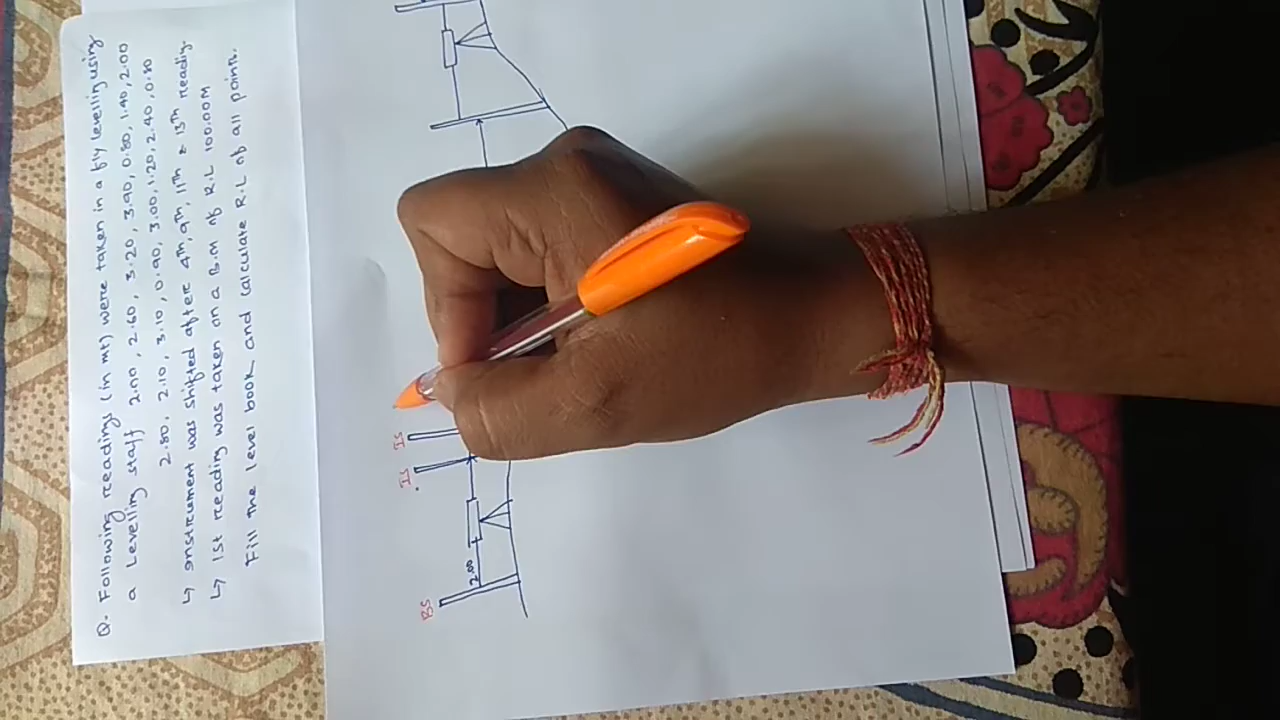 Q. Following readings (in mt) were taken in a fly levelling using
a Levelling staff 2.00, 2.60, 3.20, 3.90, 0.80, 1.40, 2.00
2.80, 2.10, 3.10, 0.90, 3.00, 1.20, 2.40, 0.80
↳ instrument was shifted after 4th, 9th, 11th & 13th reading.
↳ 1st reading was taken on a B.M of R.L 100.00M
Fill the level book and calculate R.L of all points.
BS
2.00
IS
IS